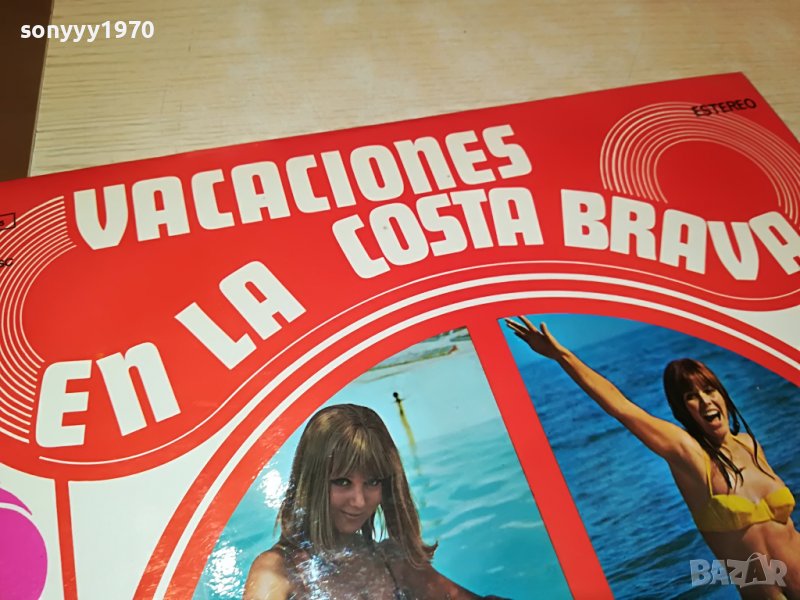 sonyyy1970
ESTEREO
VACACIONES
EN LA COSTA BRAVA
BAZAR